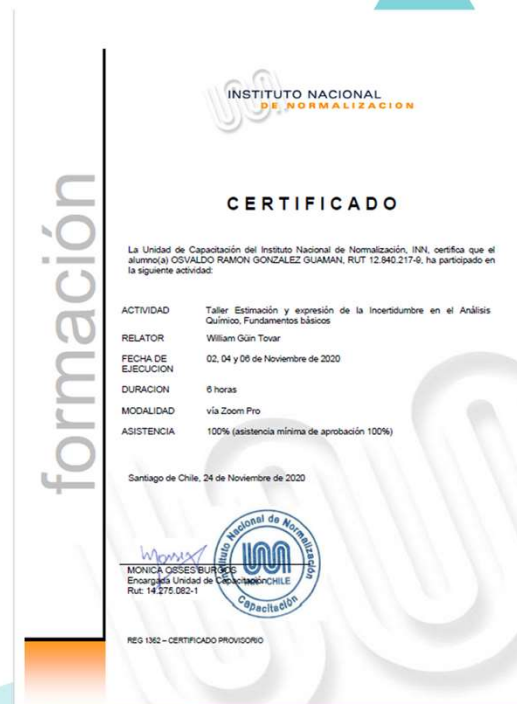 INSTITUTO NACIONAL
DE NORMALIZACION
formación
CERTIFICADO
La Unidad de Capacitación del Instituto Nacional de Normalización, INN, certifica que el
alumno(a) OSVALDO RAMON GONZALEZ GUAMAN, RUT 12.840.217-9, ha participado en
la siguiente actividad:
ACTIVIDAD Taller Estimación y expresión de la Incertidumbre en el Análisis
Químico, Fundamentos básicos
RELATOR William Güin Tovar
FECHA DE EJECUCION 02, 04 y 06 de Noviembre de 2020
DURACION 6 horas
MODALIDAD vía Zoom Pro
ASISTENCIA 100% (asistencia mínima de aprobación 100%)
Santiago de Chile, 24 de Noviembre de 2020
Instituto Nacional de Normalización
CHILE
Capacitación
MONICA OSSES BURGOS
Encargada Unidad de Capacitación
Rut: 14.275.082-1
REG 1362 – CERTIFICADO PROVISORIO